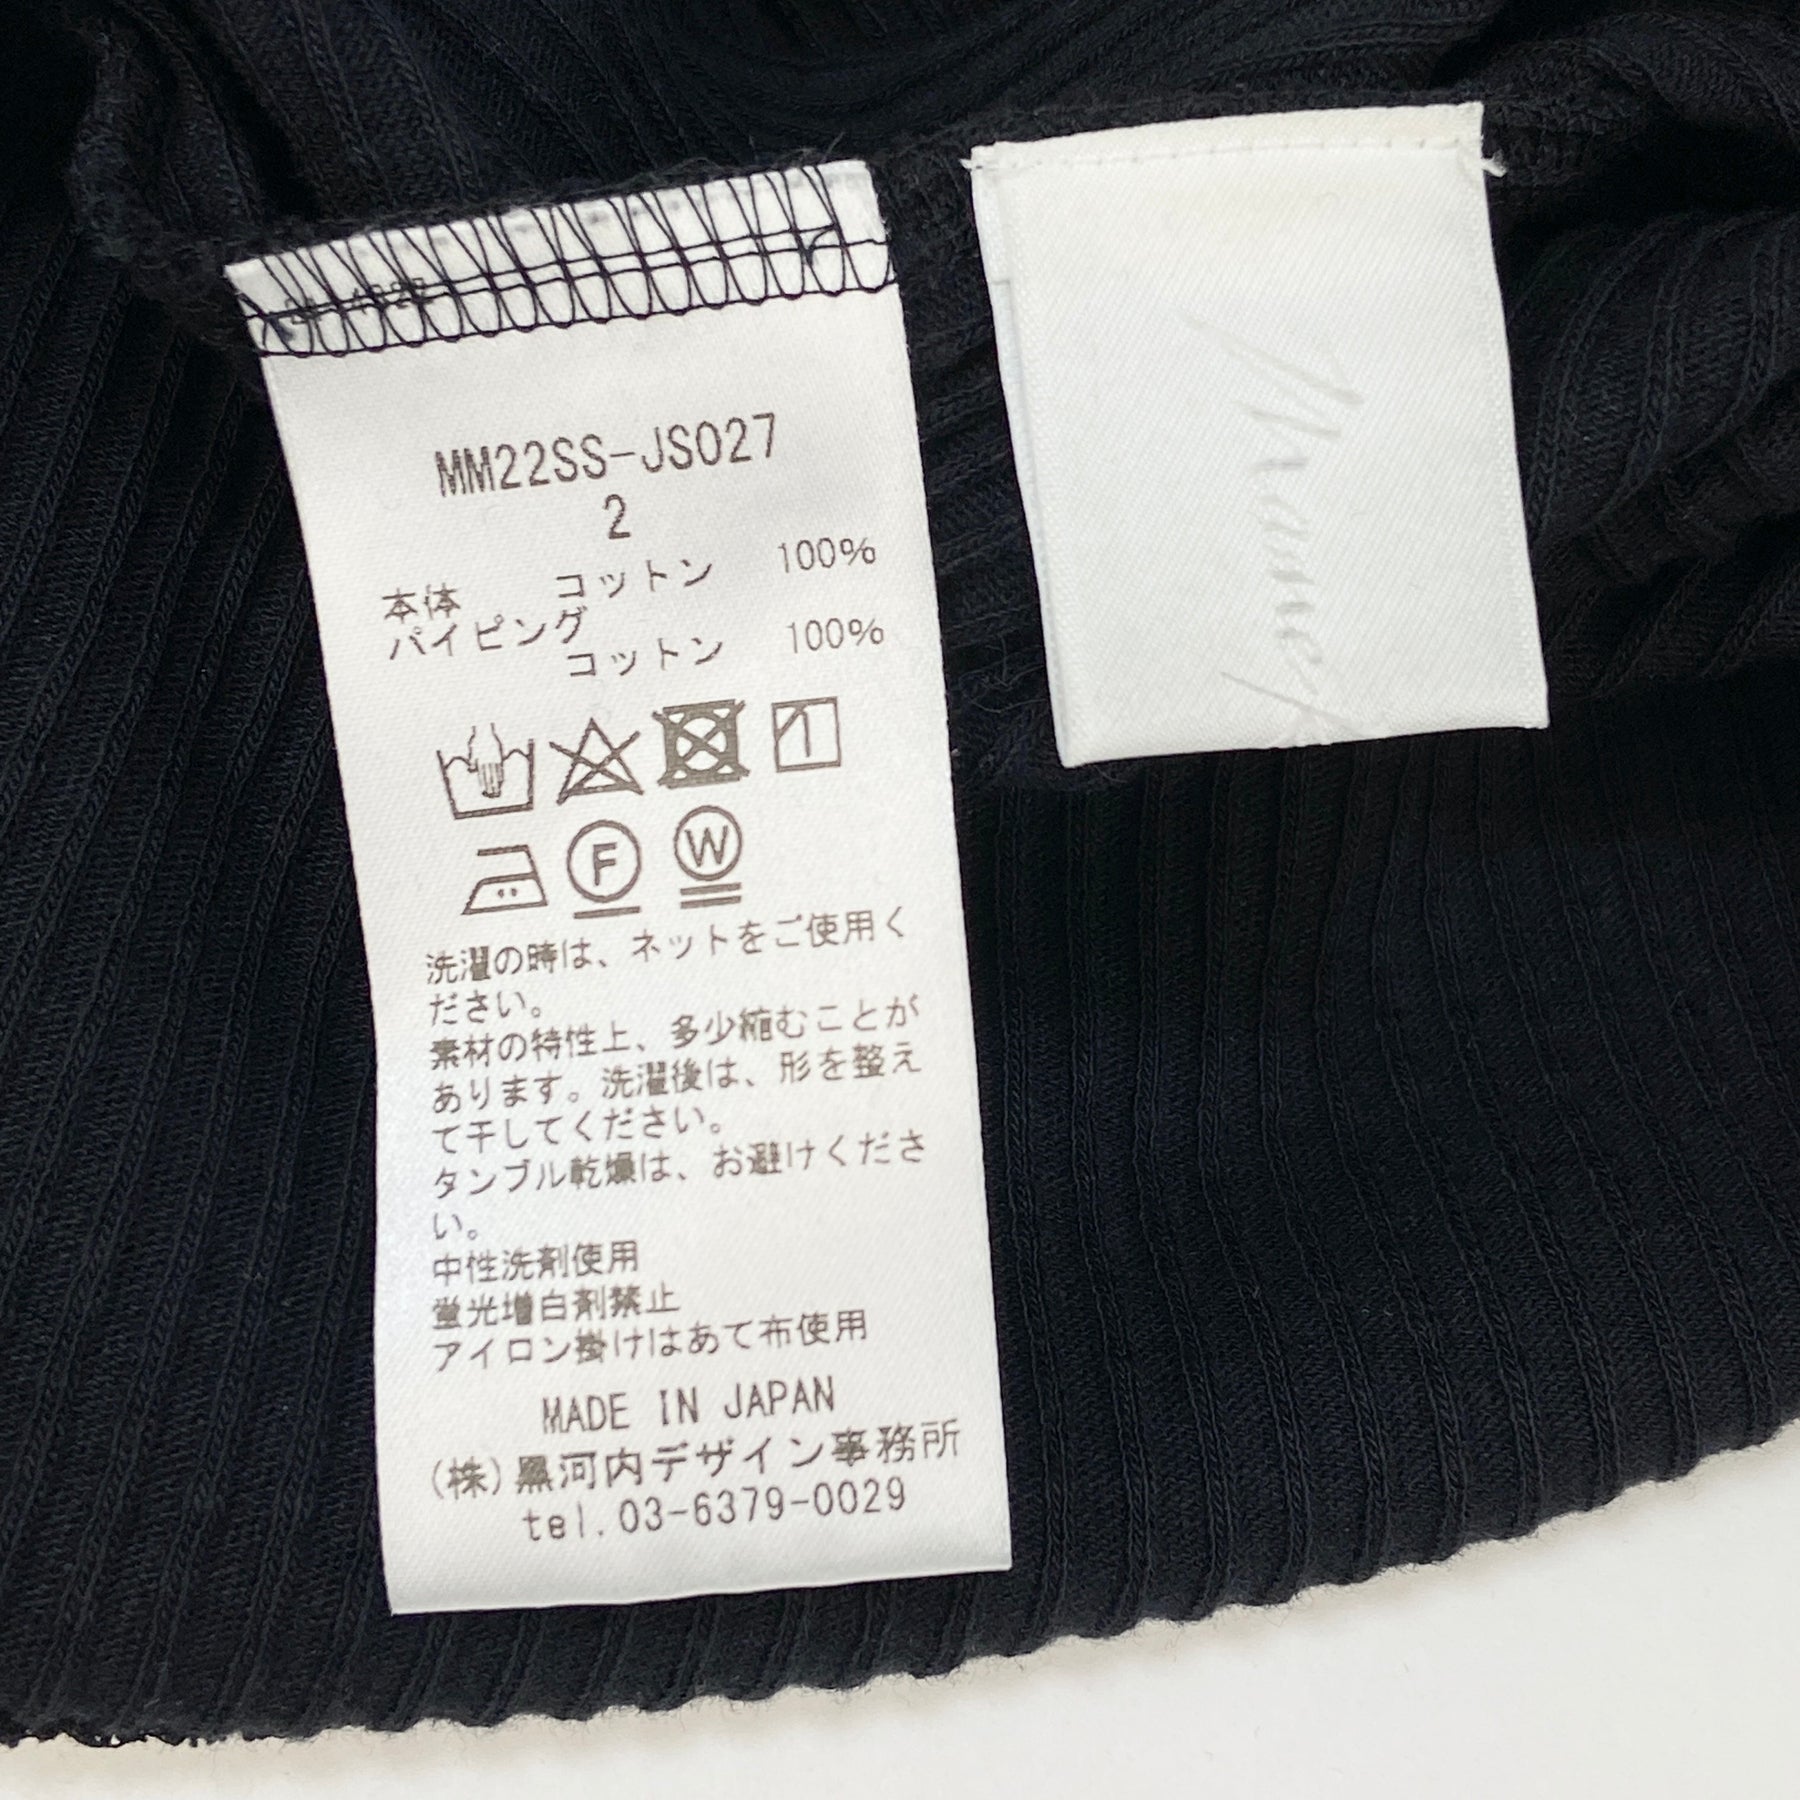 MM22SS-JS027
2
本体 コットン 100%
パイピング
コットン 100%
F W
洗濯の時は、ネットをご使用く
ださい。
素材の特性上、多少縮むことが
あります。洗濯後は、形を整え
て干してください。
タンブル乾燥は、お避けくださ
い。
中性洗剤使用
蛍光増白剤禁止
アイロン掛けはあて布使用
MADE IN JAPAN
(株)黒河内デザイン事務所
tel.03-6379-0029